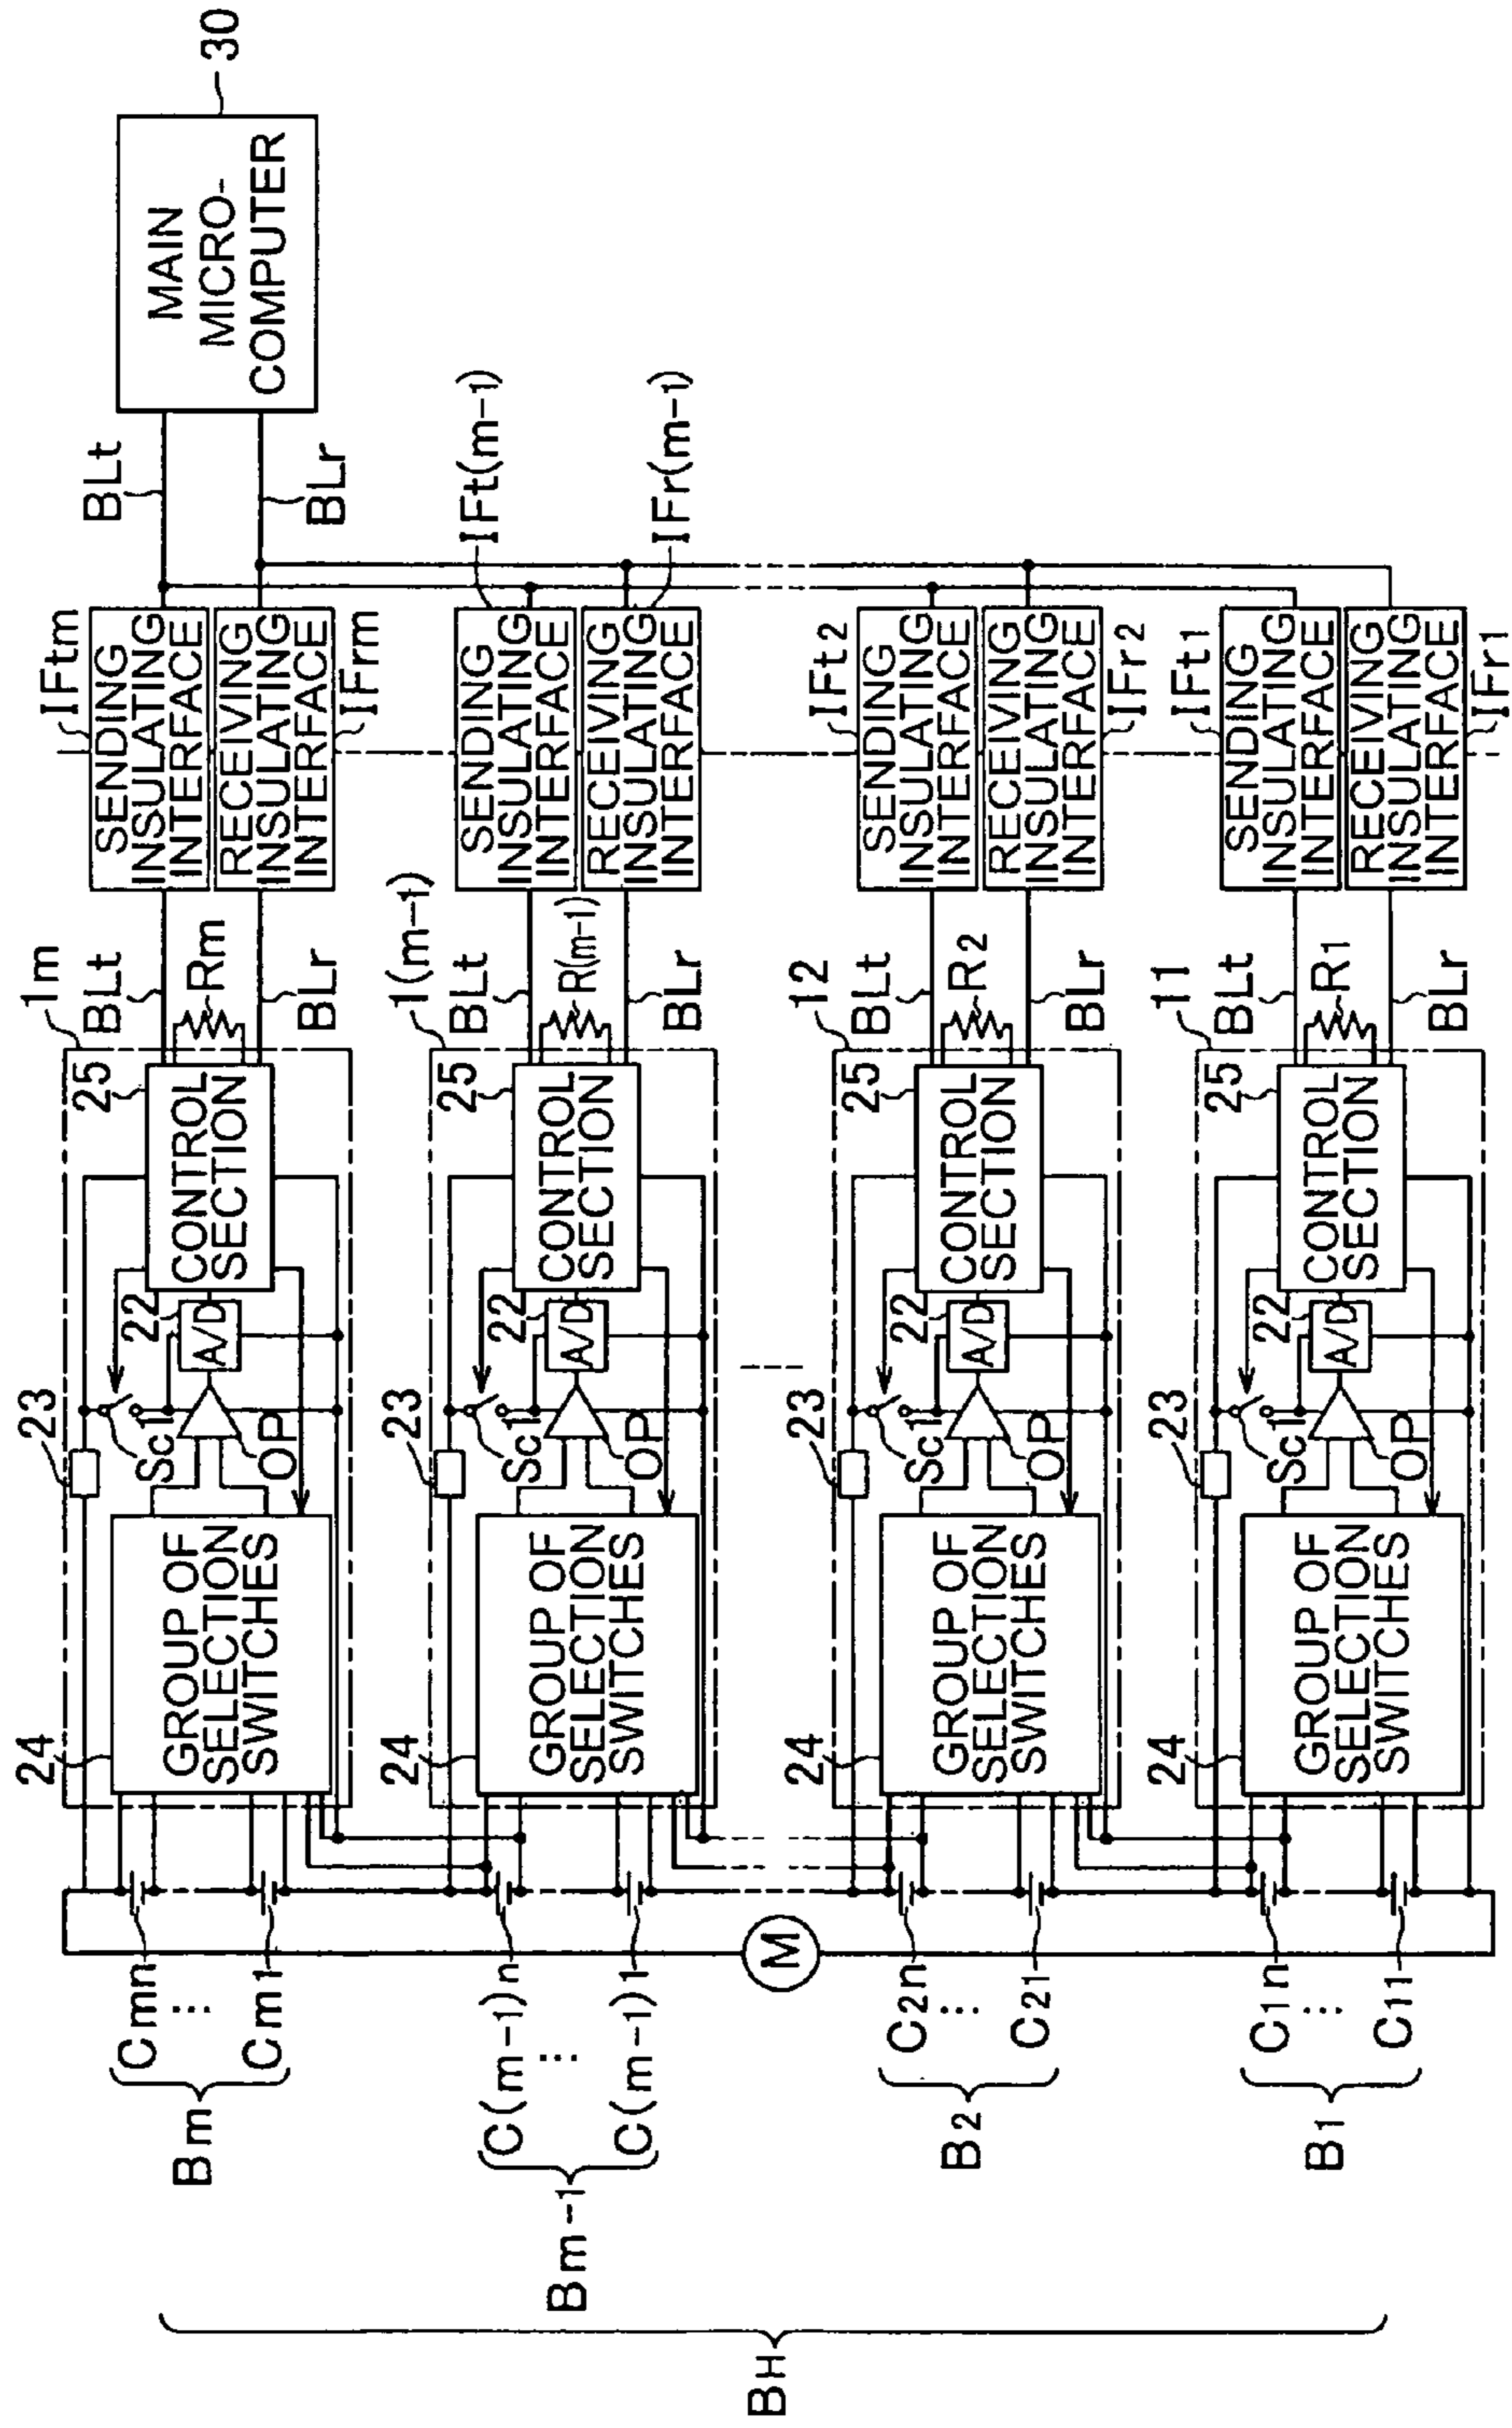 30
MAIN
MICRO-
COMPUTER
BLt
BLr
IFtm
SENDING
INSULATING
INTERFACE
RECEIVING
INSULATING
INTERFACE
IFrm
IFt(m-1)
SENDING
INSULATING
INTERFACE
RECEIVING
INSULATING
INTERFACE
IFr(m-1)
IFt2
SENDING
INSULATING
INTERFACE
RECEIVING
INSULATING
INTERFACE
IFr2
IFt1
SENDING
INSULATING
INTERFACE
RECEIVING
INSULATING
INTERFACE
IFr1
1m
BLt
Rm
BLr
25
CONTROL
SECTION
22
A/D
23
Sc1
OP
24
GROUP OF
SELECTION
SWITCHES
1(m-1)
BLt
R(m-1)
BLr
25
CONTROL
SECTION
22
A/D
23
Sc1
OP
24
GROUP OF
SELECTION
SWITCHES
12
BLt
R2
BLr
25
CONTROL
SECTION
22
A/D
23
Sc1
OP
24
GROUP OF
SELECTION
SWITCHES
11
BLt
R1
BLr
25
CONTROL
SECTION
22
A/D
23
Sc1
OP
24
GROUP OF
SELECTION
SWITCHES
M
Cmn
⋮
Cm1
Bm
C(m-1)n
⋮
C(m-1)1
Bm-1
C2n
⋮
C21
B2
C1n
⋮
C11
B1
BH